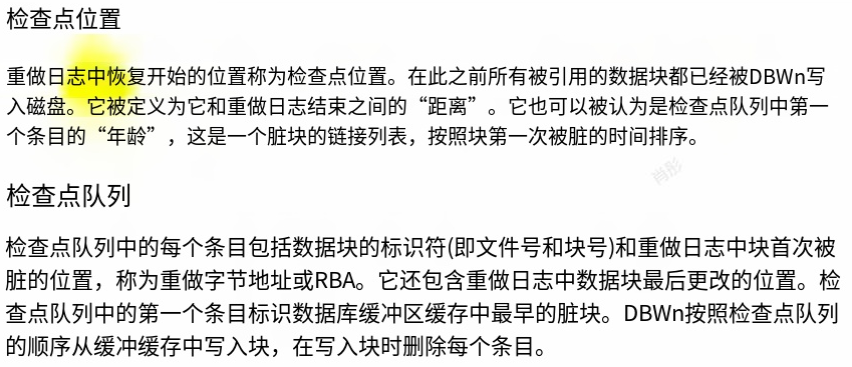 检查点位置
重做日志中恢复开始的位置称为检查点位置。在此之前所有被引用的数据块都已经被DBWn写
入磁盘。它被定义为它和重做日志结束之间的“距离”。它也可以被认为是检查点队列中第一
个条目的“年龄”，这是一个脏块的链接列表，按照块第一次被脏的时间排序。
肖彤
检查点队列
检查点队列中的每个条目包括数据块的标识符(即文件号和块号)和重做日志中块首次被
脏的位置，称为重做字节地址或RBA。它还包含重做日志中数据块最后更改的位置。检
查点队列中的第一个条目标识数据库缓冲区缓存中最早的脏块。DBWn按照检查点队列
的顺序从缓冲缓存中写入块，在写入块时删除每个条目。